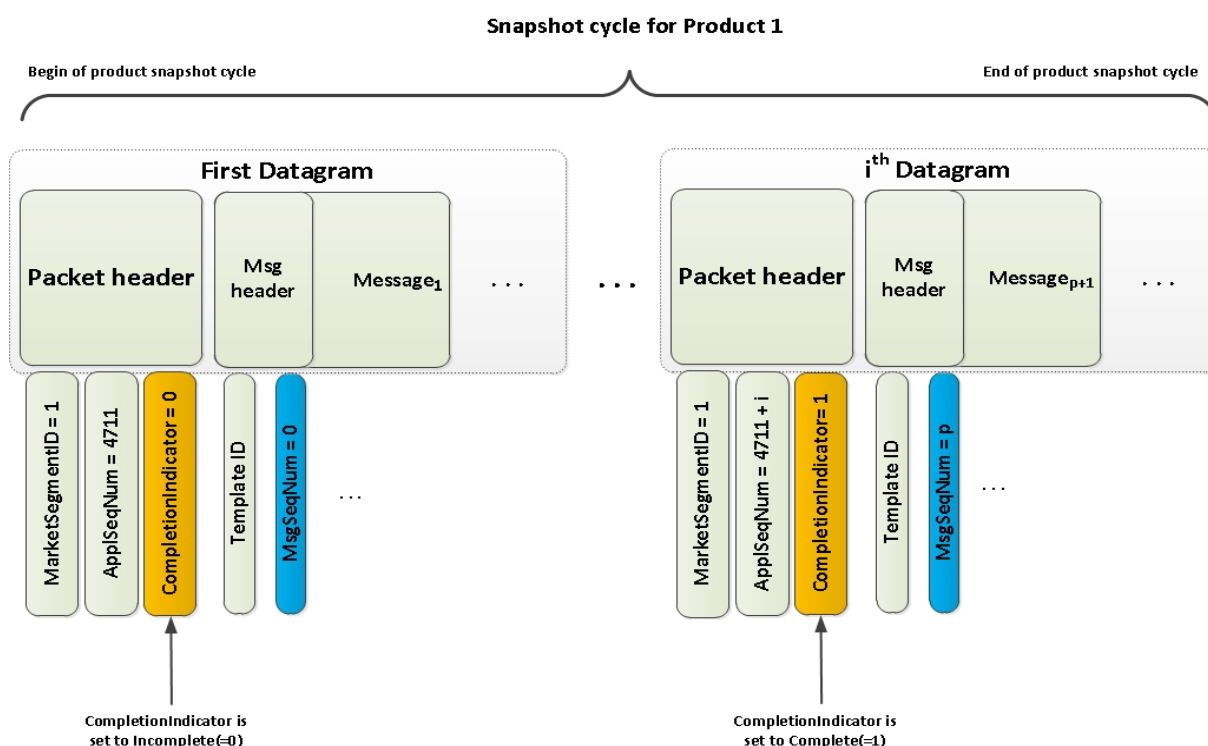 Snapshot cycle for Product 1
Begin of product snapshot cycle
End of product snapshot cycle
First Datagram
Packet header
Msg
header
Message1
. . .
MarketSegmentID = 1
ApplSeqNum = 4711
CompletionIndicator = 0
Template ID
MsgSeqNum = 0
...
CompletionIndicator is
set to Incomplete(=0)
. . .
ith Datagram
Packet header
Msg
header
Messagep+1
. . .
MarketSegmentID = 1
ApplSeqNum = 4711 + i
CompletionIndicator= 1
Template ID
MsgSeqNum = p
...
CompletionIndicator is
set to Complete(=1)